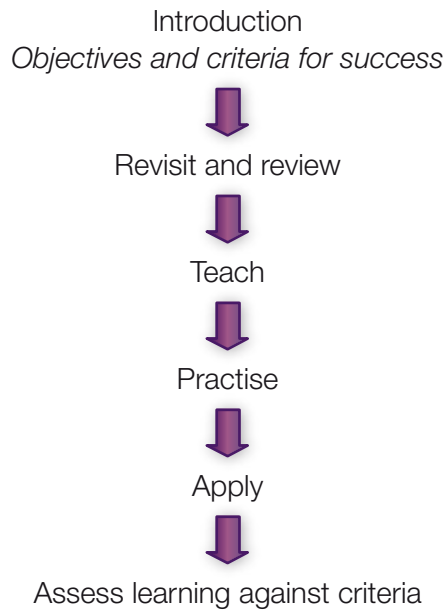 Introduction
Objectives and criteria for success
Revisit and review
Teach
Practise
Apply
Assess learning against criteria